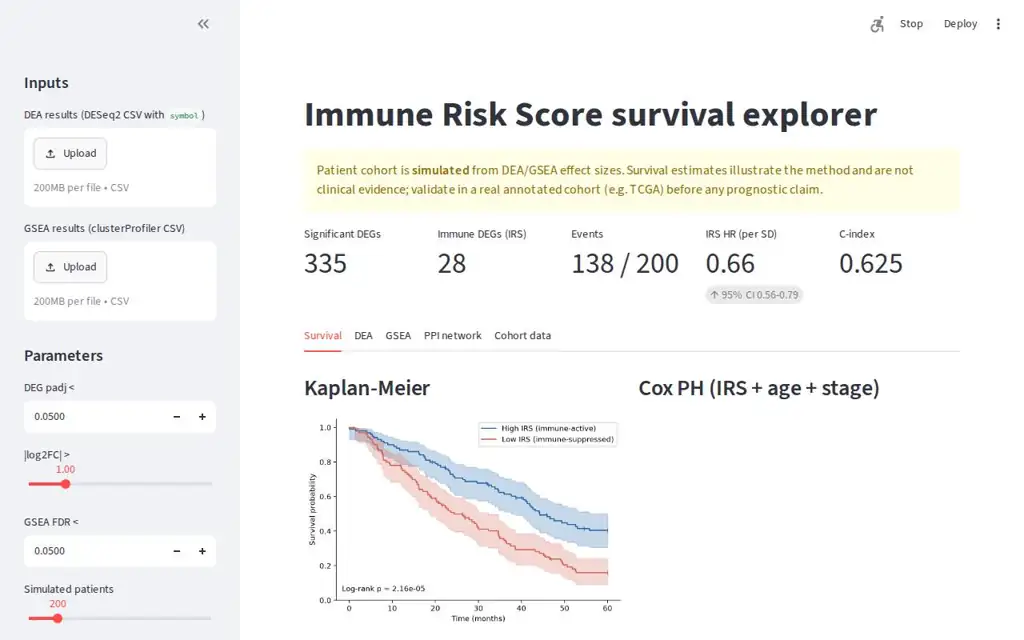 Stop
Deploy
Inputs
DEA results (DESeq2 CSV with symbol )
Upload
200MB per file • CSV
GSEA results (clusterProfiler CSV)
Upload
200MB per file • CSV
Parameters
DEG padj <
0.0500
− +
|log2FC| >
1.00
GSEA FDR <
0.0500
− +
Simulated patients
200
Immune Risk Score survival explorer
Patient cohort is simulated from DEA/GSEA effect sizes. Survival estimates illustrate the method and are not
clinical evidence; validate in a real annotated cohort (e.g. TCGA) before any prognostic claim.
Significant DEGs
335
Immune DEGs (IRS)
28
Events
138 / 200
IRS HR (per SD)
0.66
↑ 95% CI 0.56-0.79
C-index
0.625
Survival DEA GSEA PPI network Cohort data
Kaplan-Meier
High IRS (immune-active)
Low IRS (immune-suppressed)
Survival probability
1.0
0.8
0.6
0.4
0.2
0.0
Log-rank p = 2.16e-05
0 10 20 30 40 50 60
Time (months)
Cox PH (IRS + age + stage)